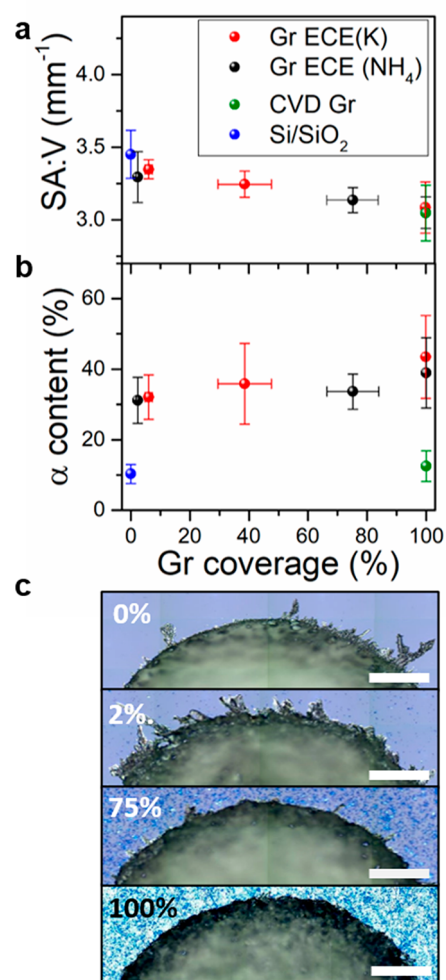 a
SA:V (mm⁻¹)
4.0
3.5
3.0
Gr ECE(K)
Gr ECE (NH₄)
CVD Gr
Si/SiO₂
b
α content (%)
60
40
20
0
0 20 40 60 80 100
Gr coverage (%)
c
0%
2%
75%
100%